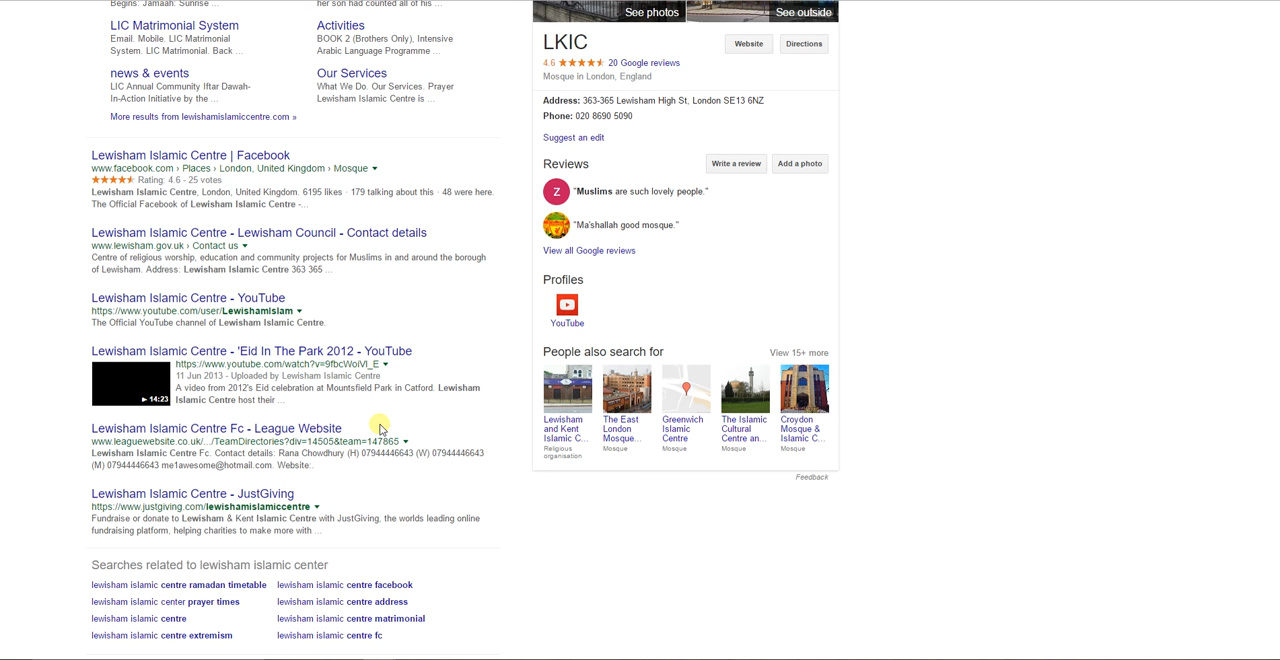 Begins: Jamaah: Sunrise ...
her son had counted all of his ...
LIC Matrimonial System
Email. Mobile. LIC Matrimonial
System. LIC Matrimonial. Back ...
Activities
BOOK 2 (Brothers Only), Intensive
Arabic Language Programme ...
news & events
LIC Annual Community Iftar Dawah-
In-Action Initiative by the ...
Our Services
What We Do. Our Services. Prayer
Lewisham Islamic Centre is ...
More results from lewishamislamiccentre.com »
Lewisham Islamic Centre | Facebook
www.facebook.com › Places › London, United Kingdom › Mosque
Rating: 4.6 - 25 votes
Lewisham Islamic Centre, London, United Kingdom. 6195 likes · 179 talking about this · 48 were here.
The Official Facebook of Lewisham Islamic Centre -...
Lewisham Islamic Centre - Lewisham Council - Contact details
www.lewisham.gov.uk › Contact us
Centre of religious worship, education and community projects for Muslims in and around the borough
of Lewisham. Address: Lewisham Islamic Centre 363 365 ...
Lewisham Islamic Centre - YouTube
https://www.youtube.com/user/Lewishamislam
The Official YouTube channel of Lewisham Islamic Centre.
Lewisham Islamic Centre - 'Eid In The Park 2012 - YouTube
https://www.youtube.com/watch?v=9fbcWoiVl_E
11 Jun 2013 - Uploaded by Lewisham Islamic Centre
A video from 2012's Eid celebration at Mountsfield Park in Catford. Lewisham
Islamic Centre host their ...
14:23
Lewisham Islamic Centre Fc - League Website
www.leaguewebsite.co.uk/.../TeamDirectories?div=14505&team=147865
Lewisham Islamic Centre Fc. Contact details: Rana Chowdhury (H) 07944446643 (W) 07944446643
(M) 07944446643 me1awesome@hotmail.com. Website:.
Lewisham Islamic Centre - JustGiving
https://www.justgiving.com/lewishamislamiccentre
Fundraise or donate to Lewisham & Kent Islamic Centre with JustGiving, the worlds leading online
fundraising platform, helping charities to make more with ...
Searches related to lewisham islamic center
lewisham islamic centre ramadan timetable
lewisham islamic centre facebook
lewisham islamic center prayer times
lewisham islamic centre address
lewisham islamic centre
lewisham islamic centre matrimonial
lewisham islamic centre extremism
lewisham islamic centre fc
See photos
See outside
LKIC
Website
Directions
4.6
20 Google reviews
Mosque in London, England
Address: 363-365 Lewisham High St, London SE13 6NZ
Phone: 020 8690 5090
Suggest an edit
Reviews
Write a review
Add a photo
Z
"Muslims are such lovely people."
"Ma'shallah good mosque."
View all Google reviews
Profiles
YouTube
People also search for
View 15+ more
Lewisham
and Kent
Islamic C...
Religious
organisation
The East
London
Mosque...
Mosque
Greenwich
Islamic
Centre
Mosque
The Islamic
Cultural
Centre an...
Mosque
Croydon
Mosque &
Islamic C...
Mosque
Feedback